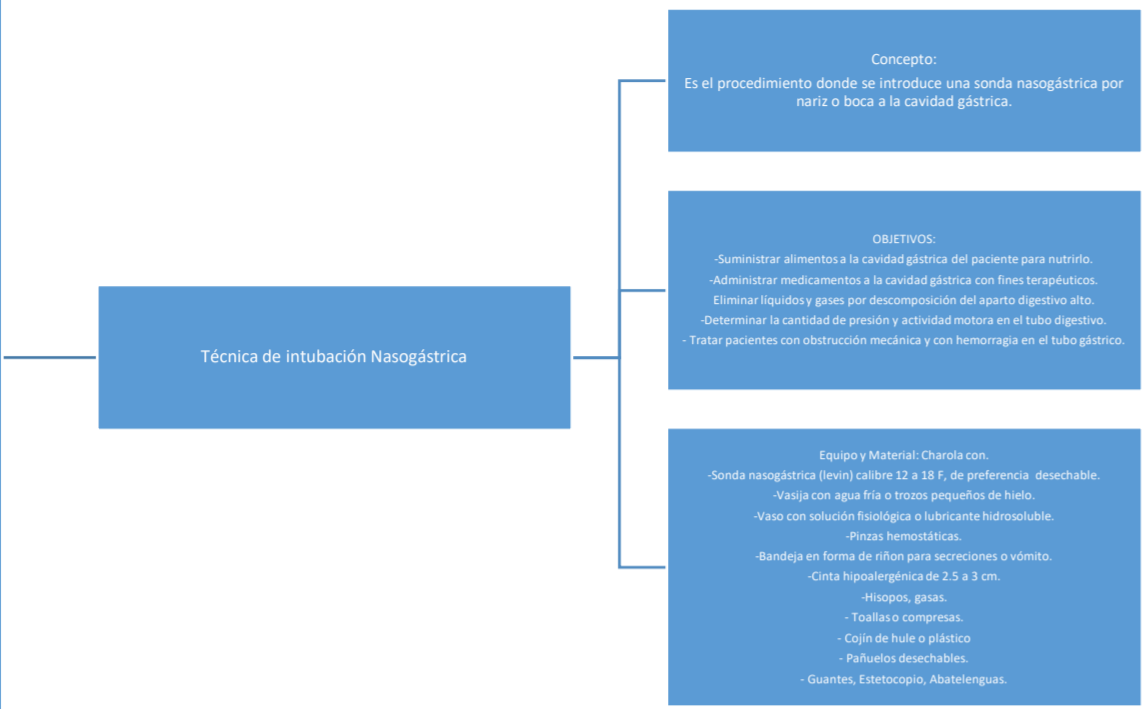 Técnica de intubación Nasogástrica
Concepto:
Es el procedimiento donde se introduce una sonda nasogástrica por
nariz o boca a la cavidad gástrica.
OBJETIVOS:
-Suministrar alimentos a la cavidad gástrica del paciente para nutrirlo.
-Administrar medicamentos a la cavidad gástrica con fines terapéuticos.
Eliminar líquidos y gases por descomposición del aparto digestivo alto.
-Determinar la cantidad de presión y actividad motora en el tubo digestivo.
- Tratar pacientes con obstrucción mecánica y con hemorragia en el tubo gástrico.
Equipo y Material: Charola con.
-Sonda nasogástrica (levin) calibre 12 a 18 F, de preferencia desechable.
-Vasija con agua fría o trozos pequeños de hielo.
-Vaso con solución fisiológica o lubricante hidrosoluble.
-Pinzas hemostáticas.
-Bandeja en forma de riñon para secreciones o vómito.
-Cinta hipoalergénica de 2.5 a 3 cm.
-Hisopos, gasas.
- Toallas o compresas.
- Cojín de hule o plástico
- Pañuelos desechables.
- Guantes, Estetocopio, Abatelenguas.